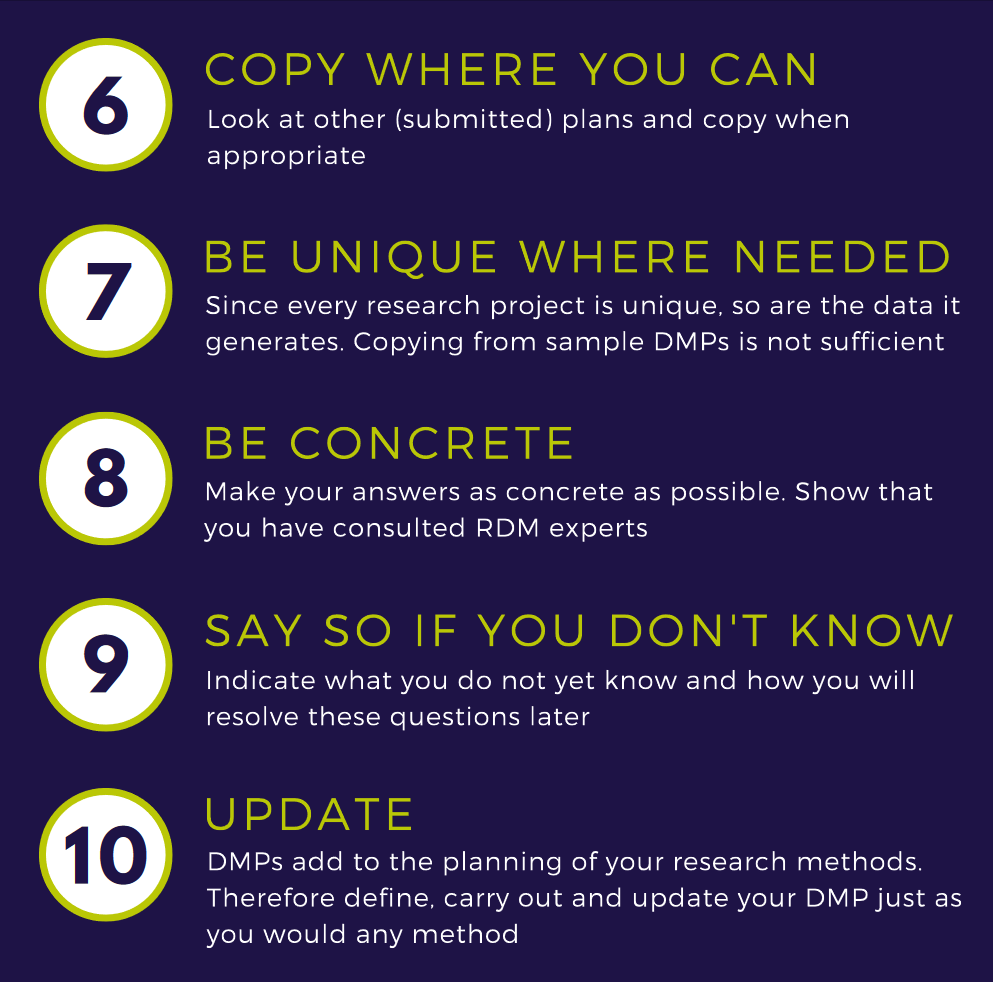 6
COPY WHERE YOU CAN
Look at other (submitted) plans and copy when
appropriate
7
BE UNIQUE WHERE NEEDED
Since every research project is unique, so are the data it
generates. Copying from sample DMPs is not sufficient
8
BE CONCRETE
Make your answers as concrete as possible. Show that
you have consulted RDM experts
9
SAY SO IF YOU DON'T KNOW
Indicate what you do not yet know and how you will
resolve these questions later
10
UPDATE
DMPs add to the planning of your research methods.
Therefore define, carry out and update your DMP just as
you would any method